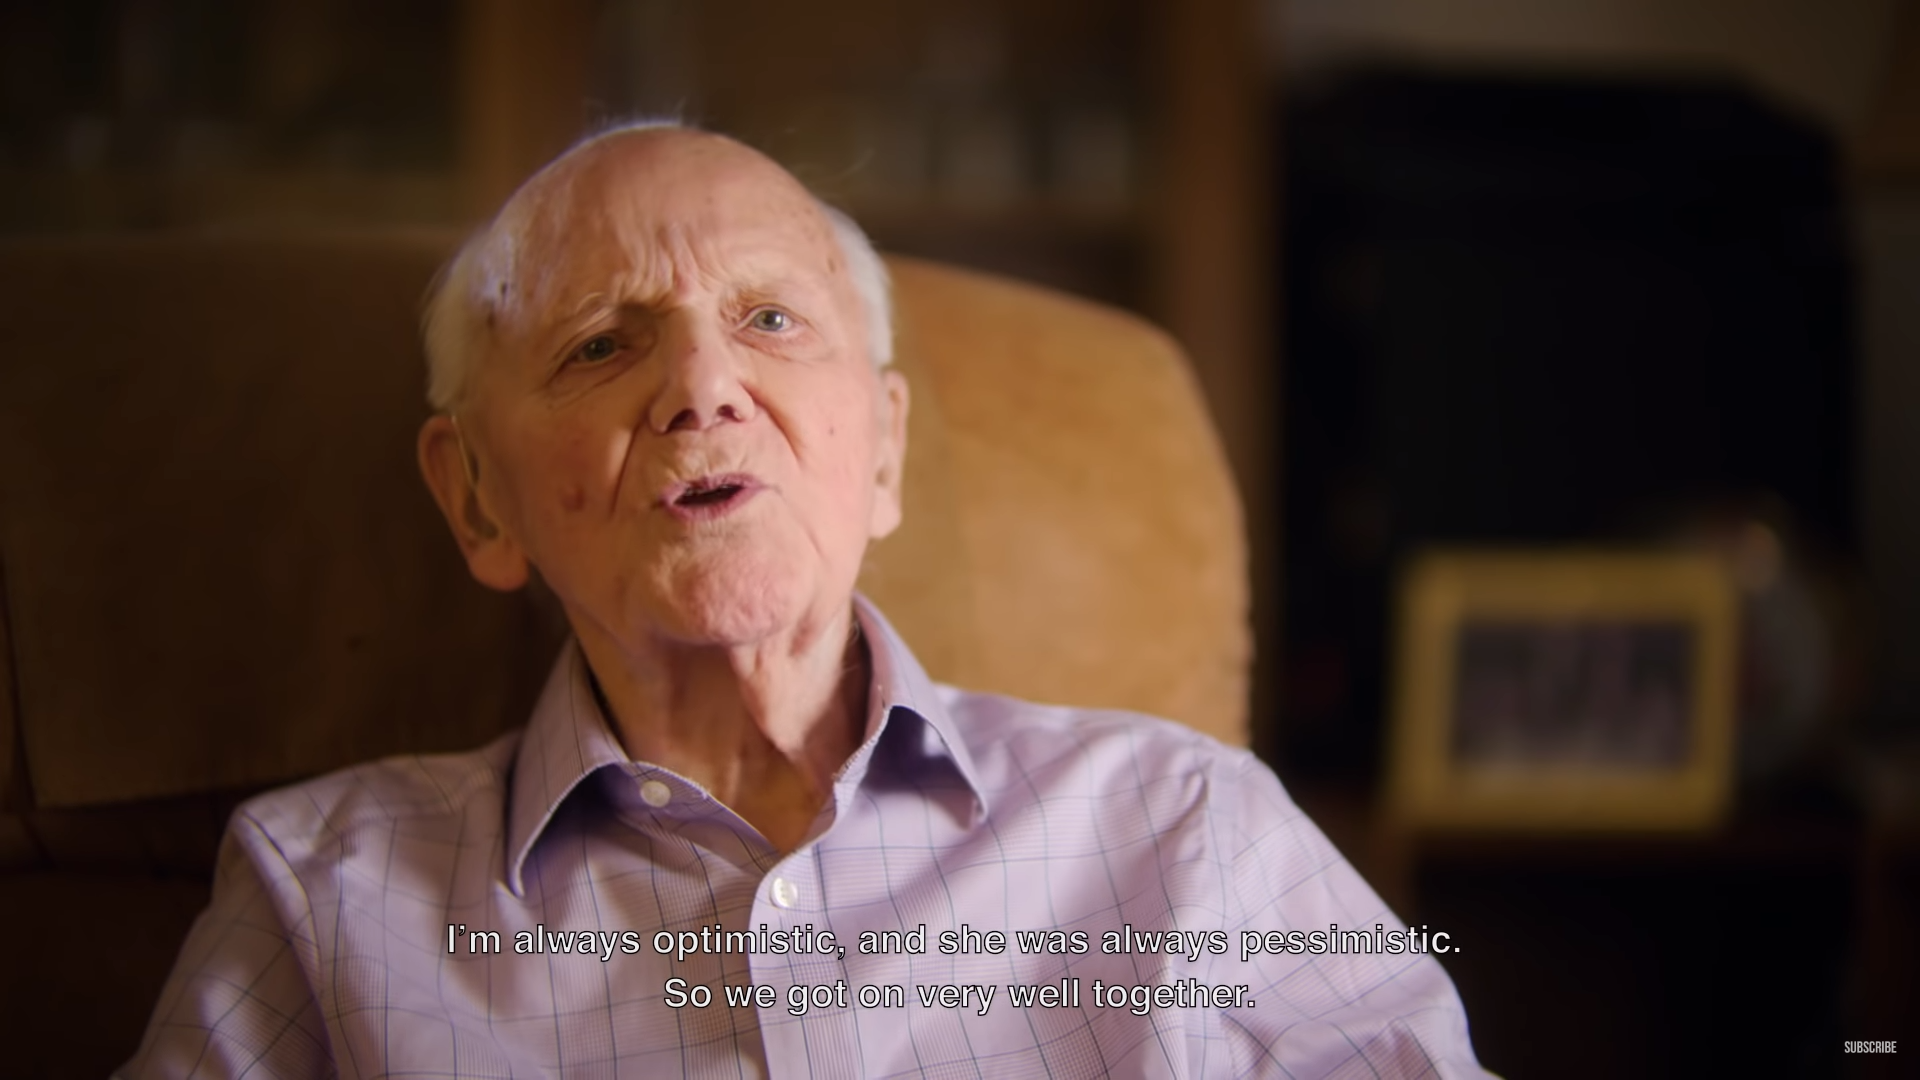 I’m always optimistic, and she was always pessimistic.
So we got on very well together.
SUBSCRIBE